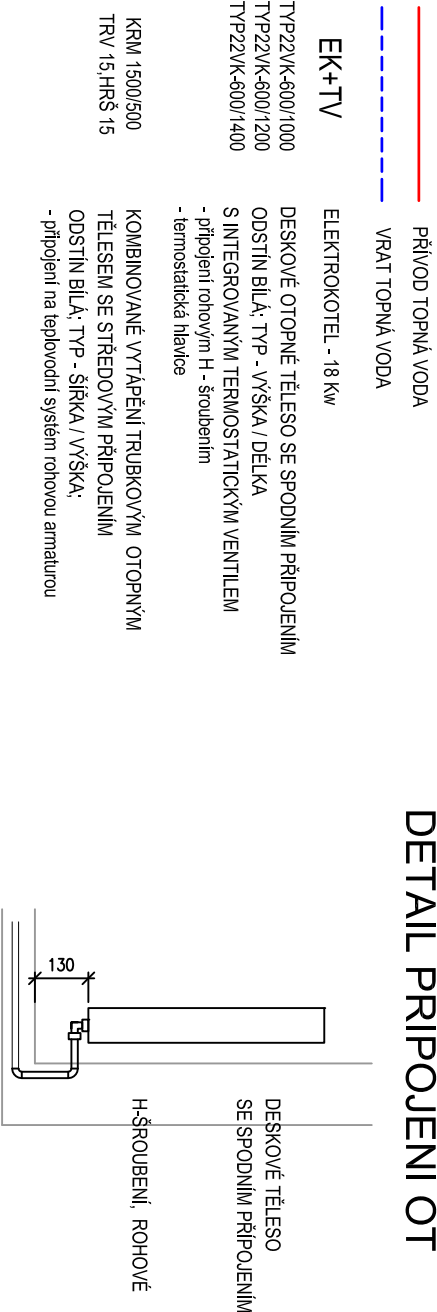 PŘÍVOD TOPNÁ VODA
VRAT TOPNÁ VODA
EK+TV
ELEKTROKOTEL - 18 Kw
TYP22VK-600/1000
TYP22VK-600/1200
TYP22VK-600/1400
DESKOVÉ OTOPNÉ TĚLESO SE SPODNÍM PŘIPOJENÍM
ODSTÍN BÍLÁ; TYP - VÝŠKA / DÉLKA
S INTEGROVANÝM TERMOSTATICKÝM VENTILEM
- připojení rohovým H - šroubením
- termostatická hlavice
KRM 1500/500
TRV 15,HRŠ 15
KOMBINOVANÉ VYTÁPĚNÍ TRUBKOVÝM OTOPNÝM
TĚLESEM SE STŘEDOVÝM PŘIPOJENÍM
ODSTÍN BÍLÁ; TYP - ŠÍŘKA / VÝŠKA;
- připojení na teplovodní systém rohovou armaturou
DETAIL PRIPOJENI OT
130
DESKOVÉ TĚLESO
SE SPODNÍM PŘÍPOJENÍM
H-ŠROUBENÍ, ROHOVÉ